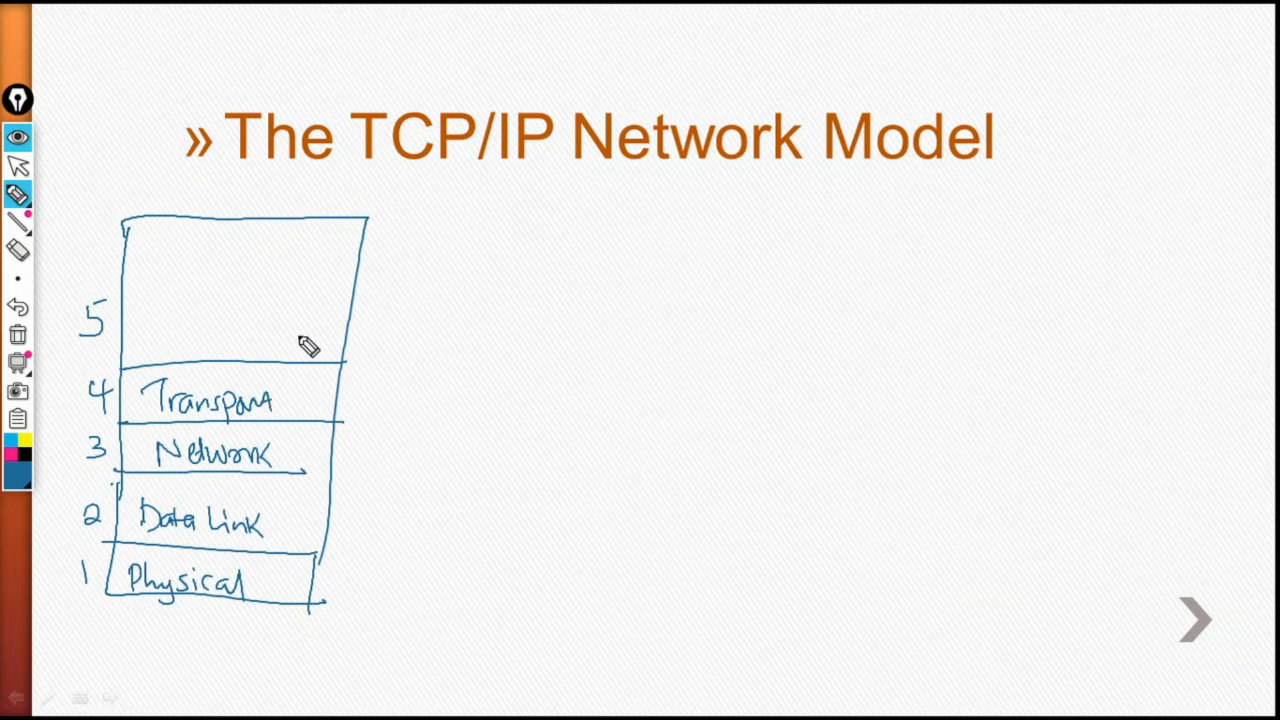 » The TCP/IP Network Model
5
4 Transport
3 Network
2 Data Link
1 Physical